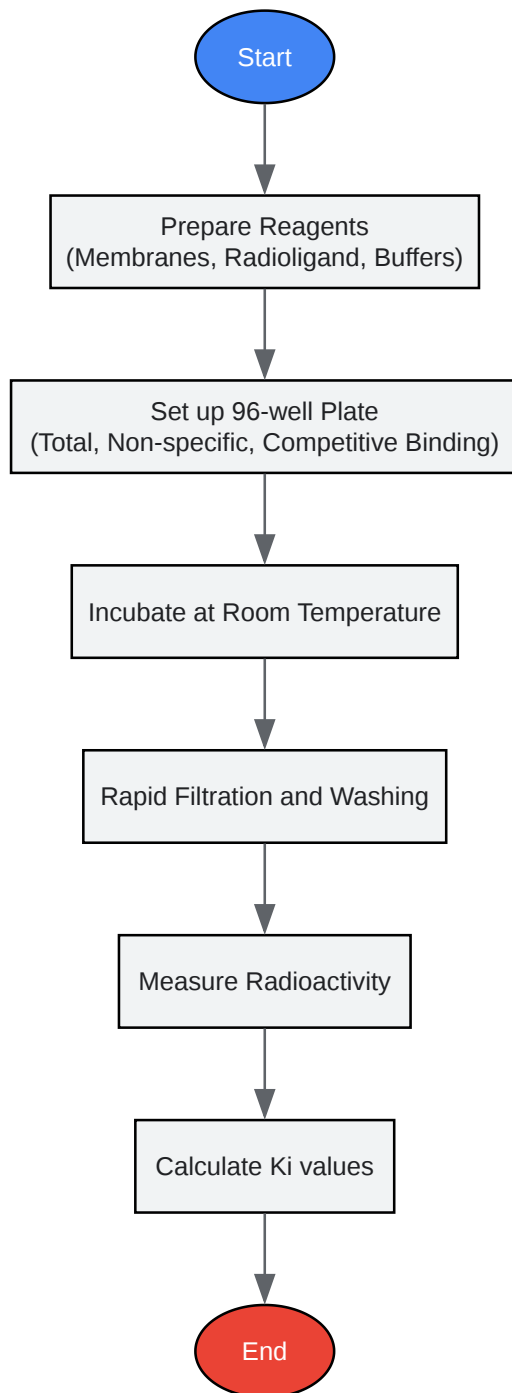 Start
Prepare Reagents
(Membranes, Radioligand, Buffers)
Set up 96-well Plate
(Total, Non-specific, Competitive Binding)
Incubate at Room Temperature
Rapid Filtration and Washing
Measure Radioactivity
Calculate Ki values
End